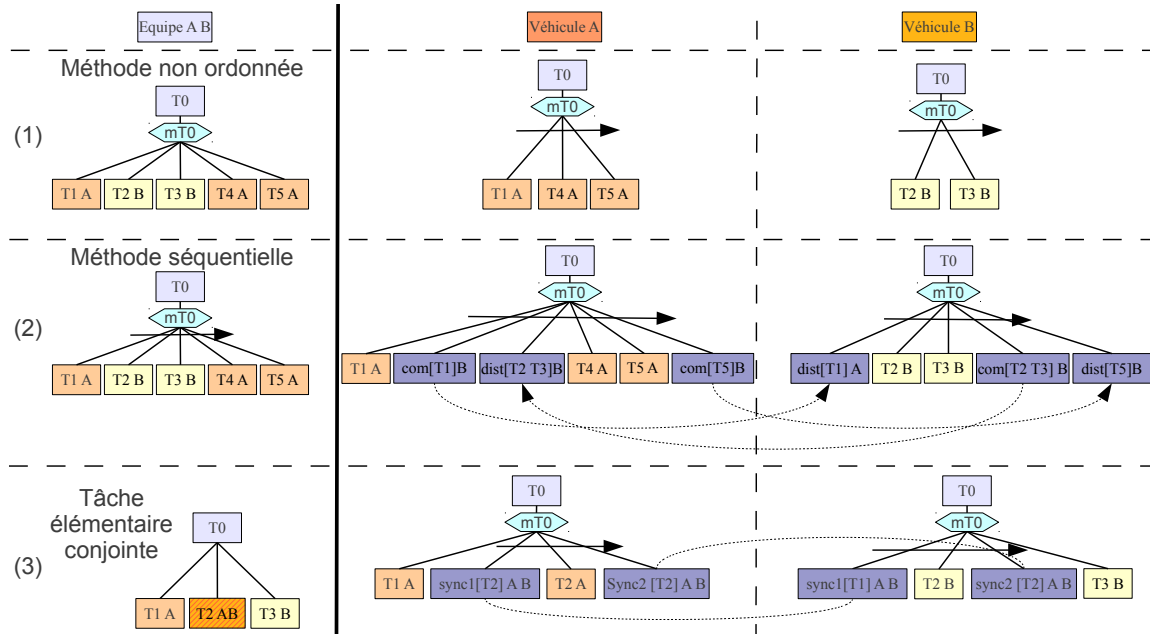 Equipe A B
Véhicule A
Véhicule B
Méthode non ordonnée
(1)
T0
mT0
T1 A
T2 B
T3 B
T4 A
T5 A
T0
mT0
T1 A
T4 A
T5 A
T0
mT0
T2 B
T3 B
Méthode séquentielle
(2)
T0
mT0
T1 A
T2 B
T3 B
T4 A
T5 A
T0
mT0
T1 A
com[T1]B
dist[T2 T3]B
T4 A
T5 A
com[T5]B
T0
mT0
dist[T1] A
T2 B
T3 B
com[T2 T3] B
dist[T5]B
Tâche
élémentaire
conjointe
(3)
T0
T1 A
T2 AB
T3 B
T0
mT0
T1 A
sync1[T2] A B
T2 A
Sync2 [T2] A B
T0
mT0
sync1[T1] A B
T2 B
sync2 [T2] A B
T3 B